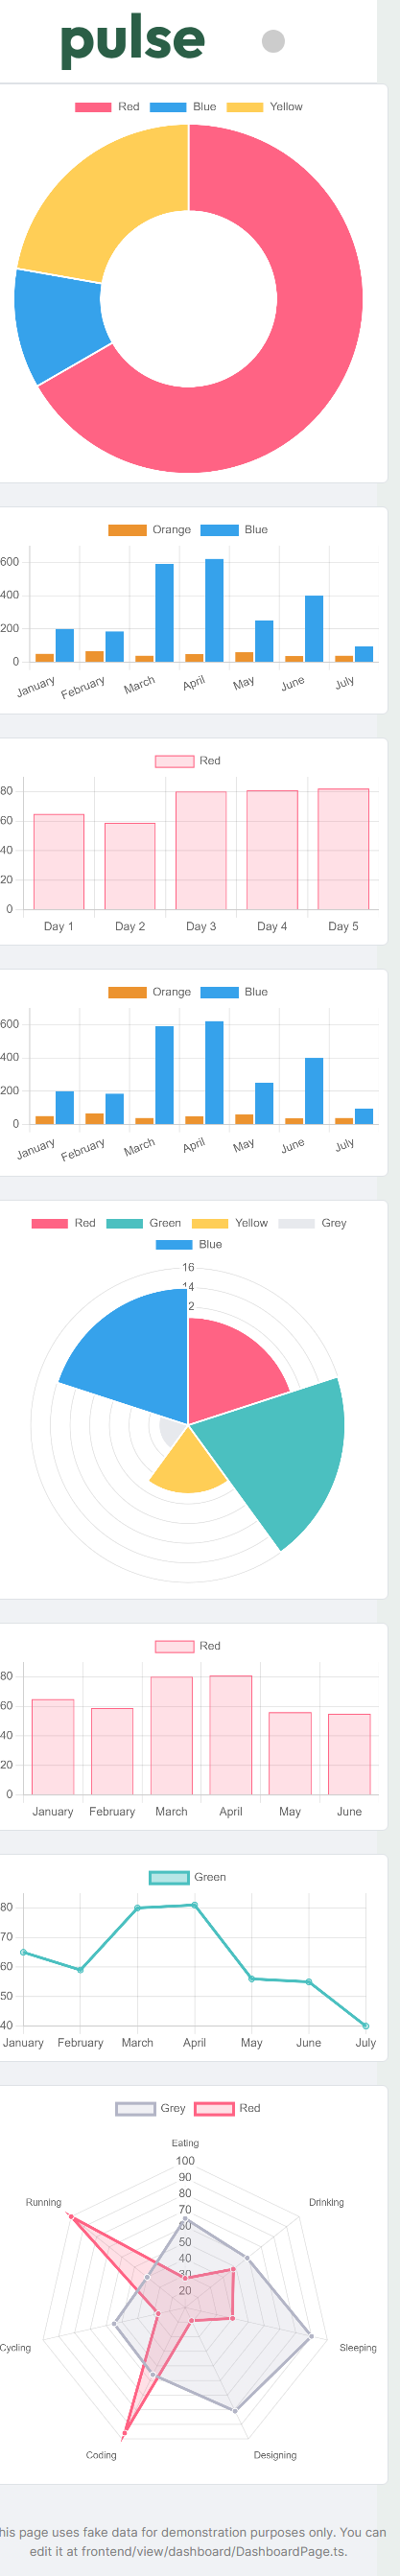 pulse
Red Blue Yellow
Orange Blue
600
400
200
0
January February March April May June July
Red
80
60
40
20
0
Day 1 Day 2 Day 3 Day 4 Day 5
Orange Blue
600
400
200
0
January February March April May June July
Red Green Yellow Grey
Blue
16
14
2
Red
80
60
40
20
0
January February March April May June
Green
80
70
60
50
40
January February March April May June July
Grey Red
Eating
100
90
80
70
60
50
40
30
20
Running Drinking
Cycling Sleeping
Coding Designing
his page uses fake data for demonstration purposes only. You can
edit it at frontend/view/dashboard/DashboardPage.ts.